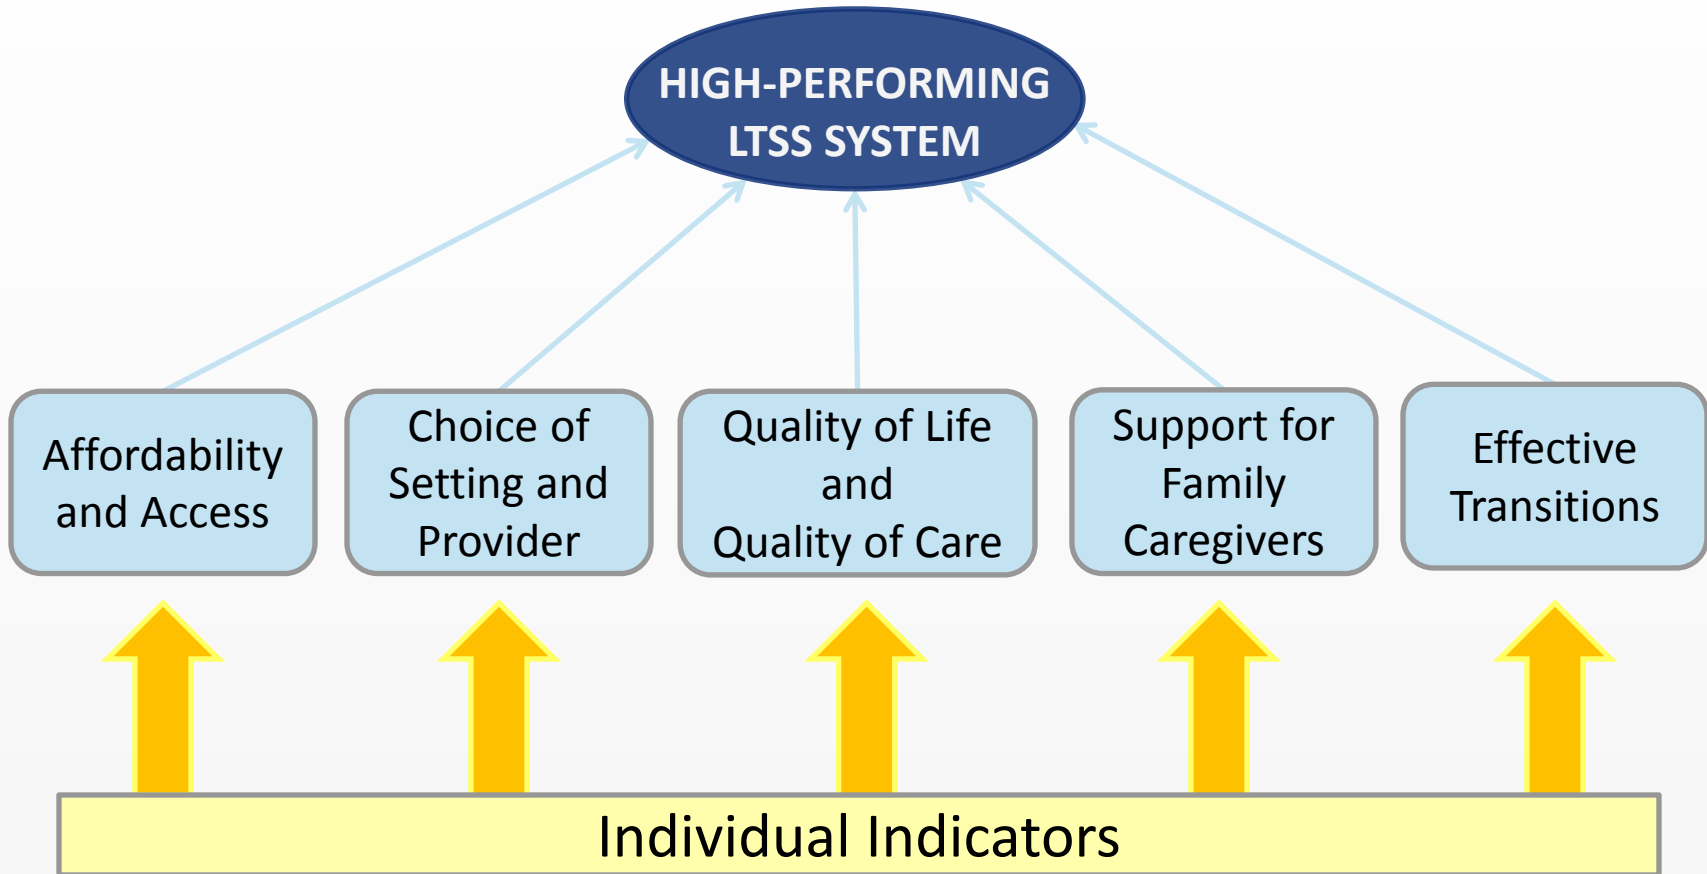 HIGH-PERFORMING
LTSS SYSTEM
Affordability
and Access
Choice of
Setting and
Provider
Quality of Life
and
Quality of Care
Support for
Family
Caregivers
Effective
Transitions
Individual Indicators